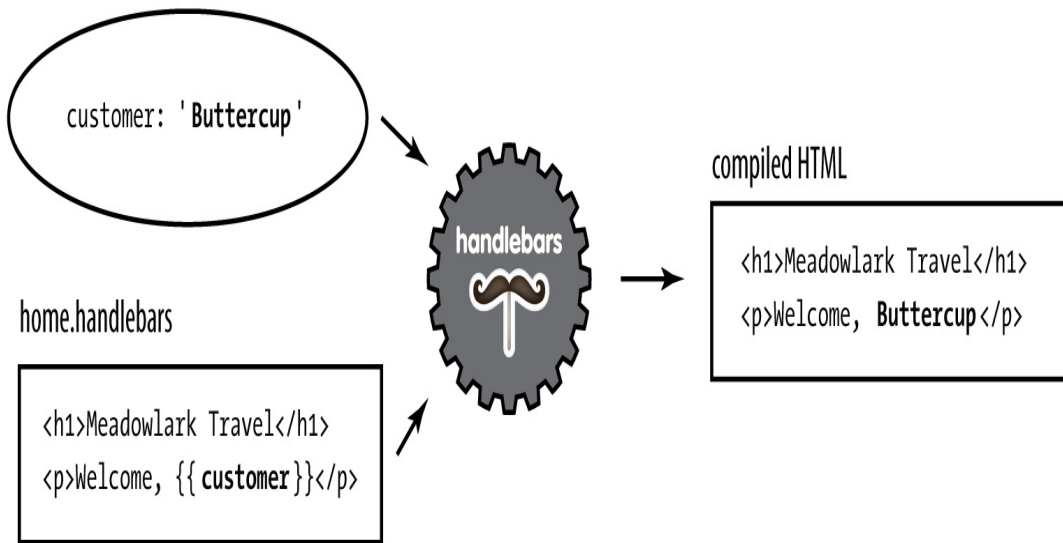 customer: 'Buttercup'
home.handlebars
<h1>Meadowlark Travel</h1>
<p>Welcome, {{customer}}</p>
handlebars
compiled HTML
<h1>Meadowlark Travel</h1>
<p>Welcome, Buttercup</p>